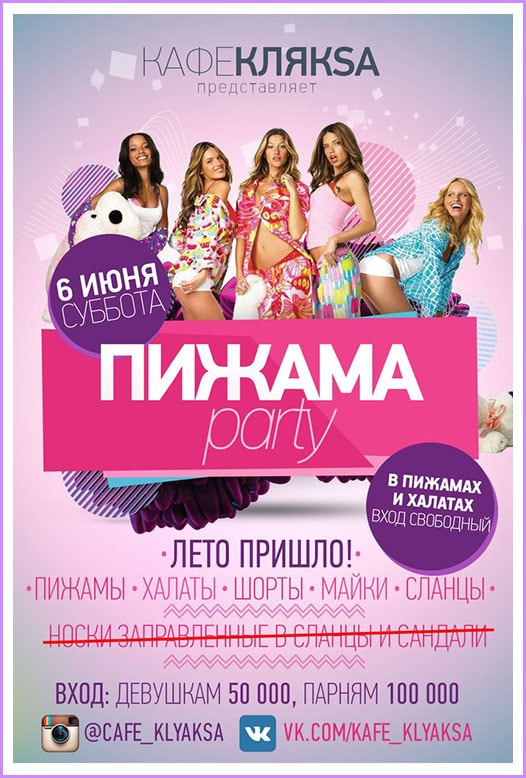 КАФЕКЛЯKSA
представляет
6 ИЮНЯ
СУББОТА
ПИЖАМА
party
В ПИЖАМАХ
И ХАЛАТАХ
ВХОД СВОБОДНЫЙ
·ЛЕТО ПРИШЛО!·
·ПИЖАМЫ·ХАЛАТЫ·ШОРТЫ·МАЙКИ·СЛАНЦЫ·
НОСКИ ЗАПРАВЛЕННЫЕ В СЛАНЦЫ И САНДАЛИ
ВХОД: ДЕВУШКАМ 50 000, ПАРНЯМ 100 000
@CAFE_KLYAKSA VK.COM/KAFE_KLYAKSA